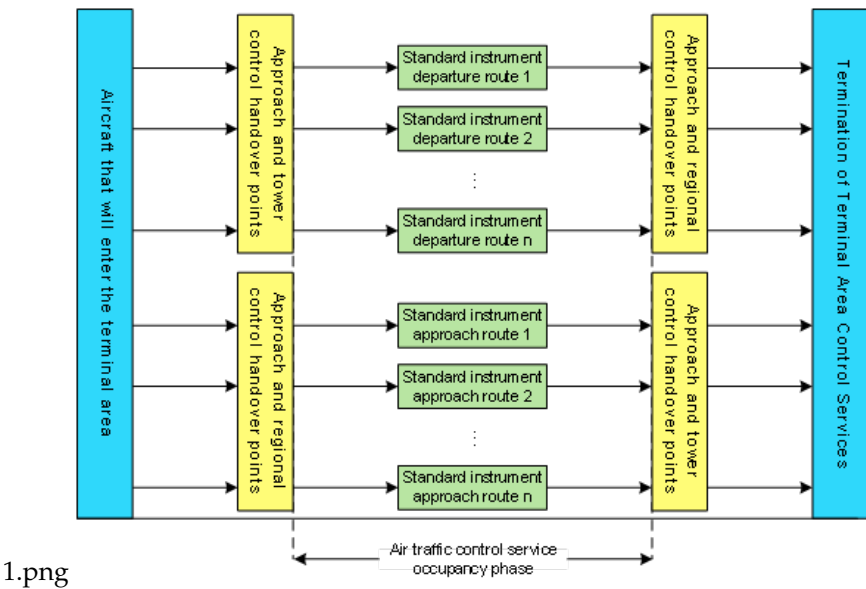 Aircraft that will enter the terminal area
Approach and tower
control handover points
Standard instrument
departure route 1
Standard instrument
departure route 2
⋮
Standard instrument
departure route n
Approach and regional
control handover points
Approach and regional
control handover points
Standard instrument
approach route 1
Standard instrument
approach route 2
⋮
Standard instrument
approach route n
Approach and tower
control handover points
Termination of Terminal Area Control Services
Air traffic control service
occupancy phase
1.png